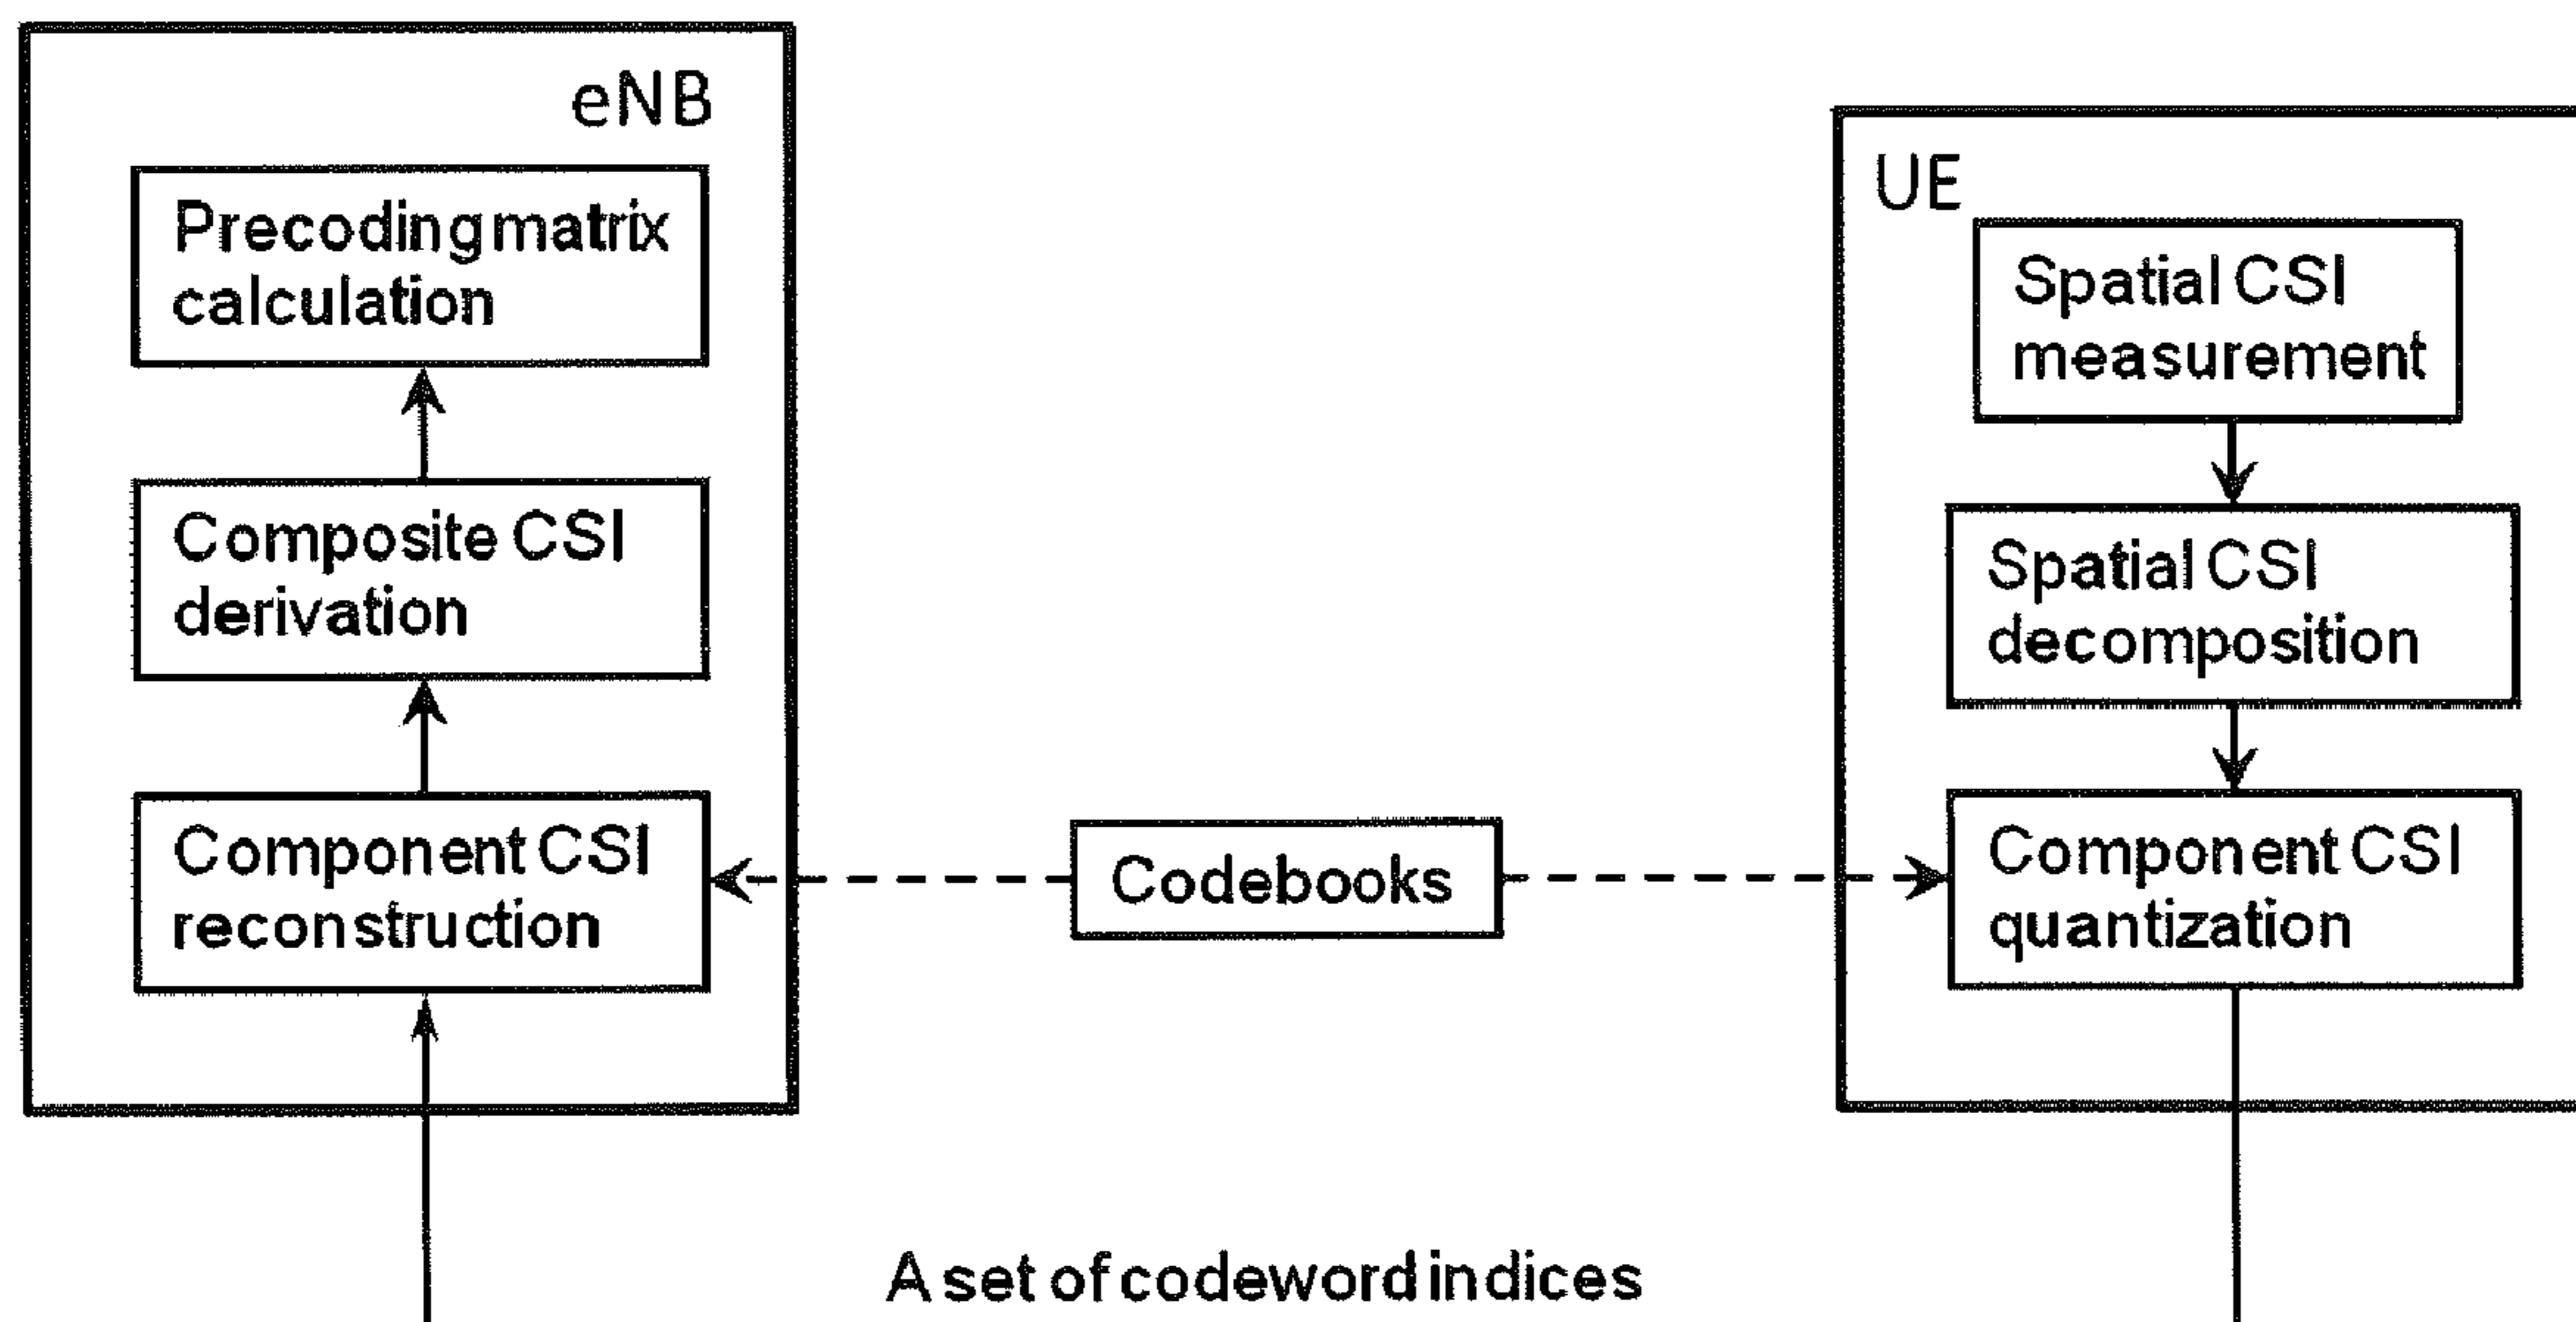 eNB
Precoding matrix
calculation
Composite CSI
derivation
Component CSI
reconstruction
Codebooks
UE
Spatial CSI
measurement
Spatial CSI
decomposition
Component CSI
quantization
A set of codeword indices